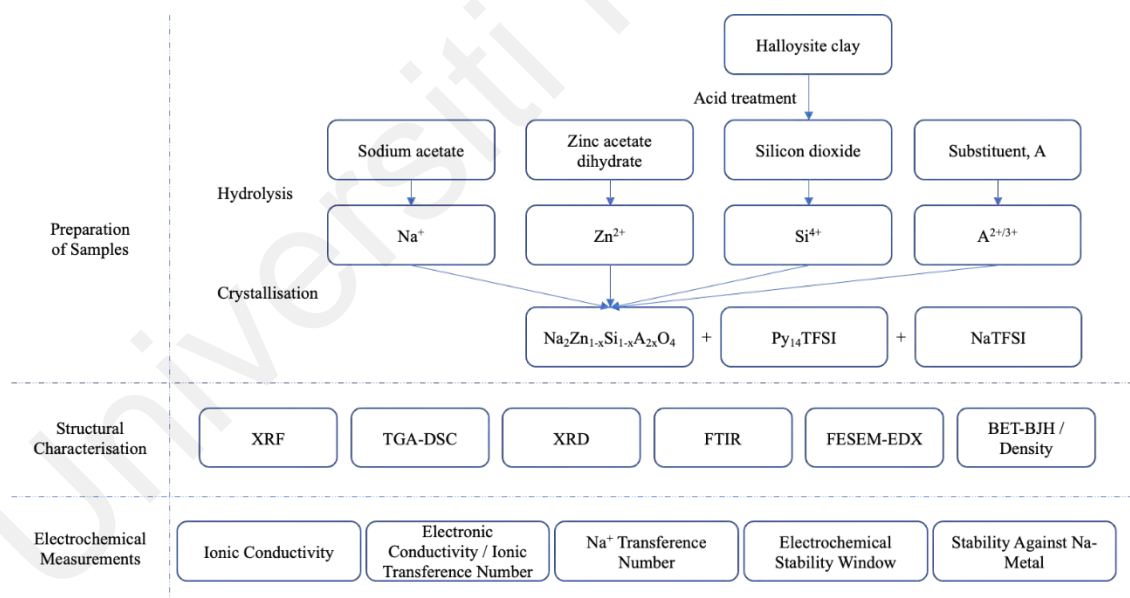 Halloysite clay
Acid treatment
Sodium acetate
Zinc acetate
dihydrate
Silicon dioxide
Substituent, A
Hydrolysis
Preparation
of Samples
Na⁺
Zn²⁺
Si⁴⁺
A²⁺/³⁺
Crystallisation
Na₂Zn₁₋ₓSi₁₋ₓA₂ₓO₄ + Py₁₄TFSI + NaTFSI
Structural
Characterisation
XRF
TGA-DSC
XRD
FTIR
FESEM-EDX
BET-BJH /
Density
Electrochemical
Measurements
Ionic Conductivity
Electronic
Conductivity / Ionic
Transference Number
Na⁺ Transference
Number
Electrochemical
Stability Window
Stability Against Na-
Metal
Universiti